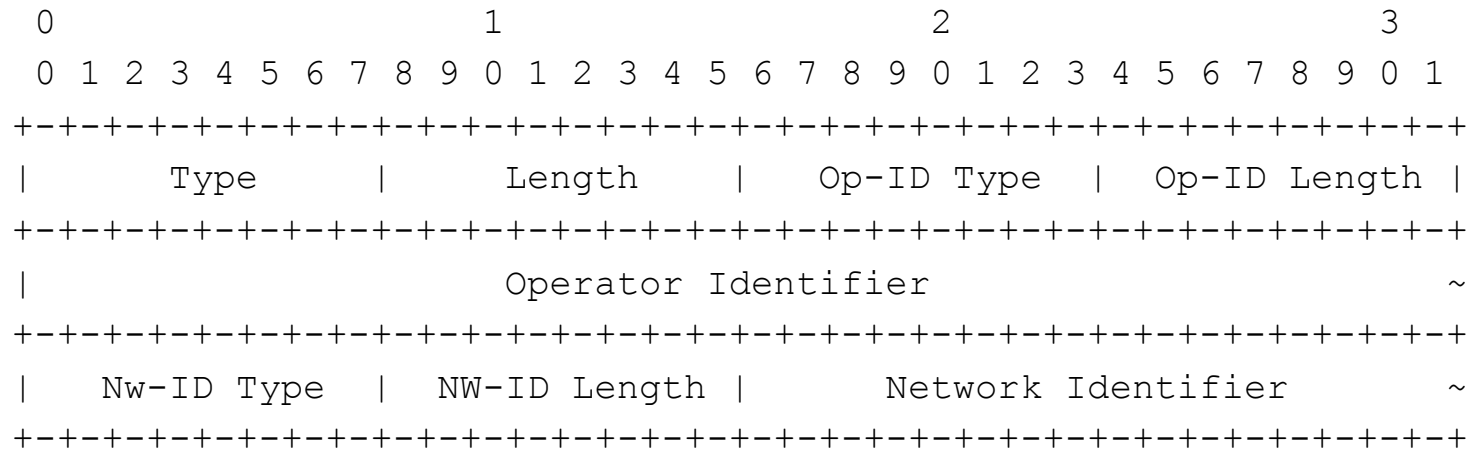 0                   1                   2                   3
 0 1 2 3 4 5 6 7 8 9 0 1 2 3 4 5 6 7 8 9 0 1 2 3 4 5 6 7 8 9 0 1
+-+-+-+-+-+-+-+-+-+-+-+-+-+-+-+-+-+-+-+-+-+-+-+-+-+-+-+-+-+-+-+-+
|      Type     |     Length    |   Op-ID Type  |  Op-ID Length |
+-+-+-+-+-+-+-+-+-+-+-+-+-+-+-+-+-+-+-+-+-+-+-+-+-+-+-+-+-+-+-+-+
|                     Operator Identifier                       ~
+-+-+-+-+-+-+-+-+-+-+-+-+-+-+-+-+-+-+-+-+-+-+-+-+-+-+-+-+-+-+-+-+
|   Nw-ID Type  |  NW-ID Length |      Network Identifier       ~
+-+-+-+-+-+-+-+-+-+-+-+-+-+-+-+-+-+-+-+-+-+-+-+-+-+-+-+-+-+-+-+-+